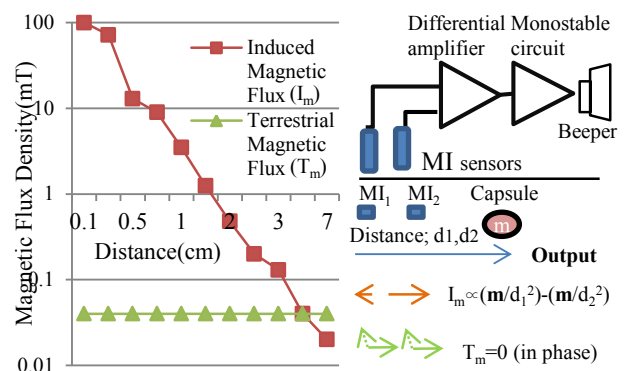 Magnetic Flux Density(mT)
100
10
1
0.1
0.01
0.1
0.5
1
2
3
7
Distance(cm)
Induced
Magnetic
Flux (Iₘ)
Terrestrial
Magnetic
Flux (Tₘ)
Differential
amplifier
Monostable
circuit
Beeper
MI sensors
MI₁
MI₂
Capsule
m
Distance; d1,d2
Output
Iₘ∝(m/d₁²)-(m/d₂²)
Tₘ=0 (in phase)